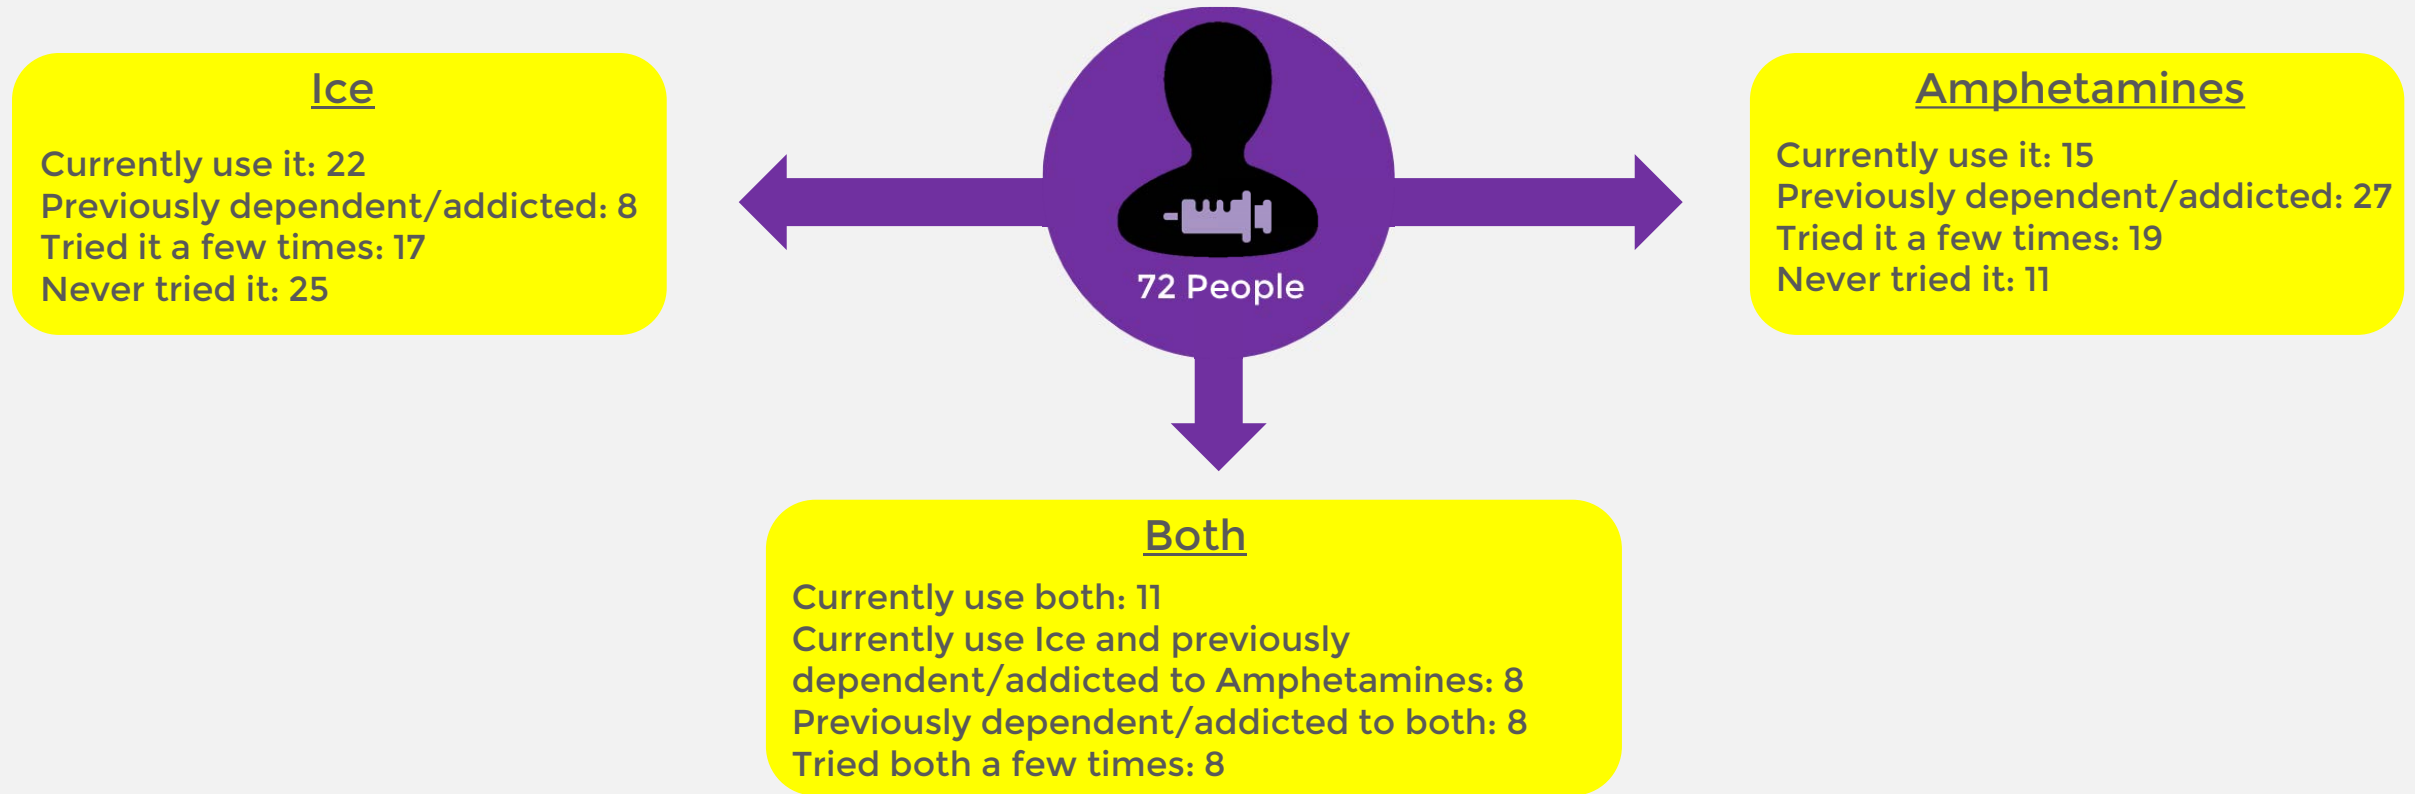 Ice
Currently use it: 22
Previously dependent/addicted: 8
Tried it a few times: 17
Never tried it: 25
72 People
Amphetamines
Currently use it: 15
Previously dependent/addicted: 27
Tried it a few times: 19
Never tried it: 11
Both
Currently use both: 11
Currently use Ice and previously
dependent/addicted to Amphetamines: 8
Previously dependent/addicted to both: 8
Tried both a few times: 8